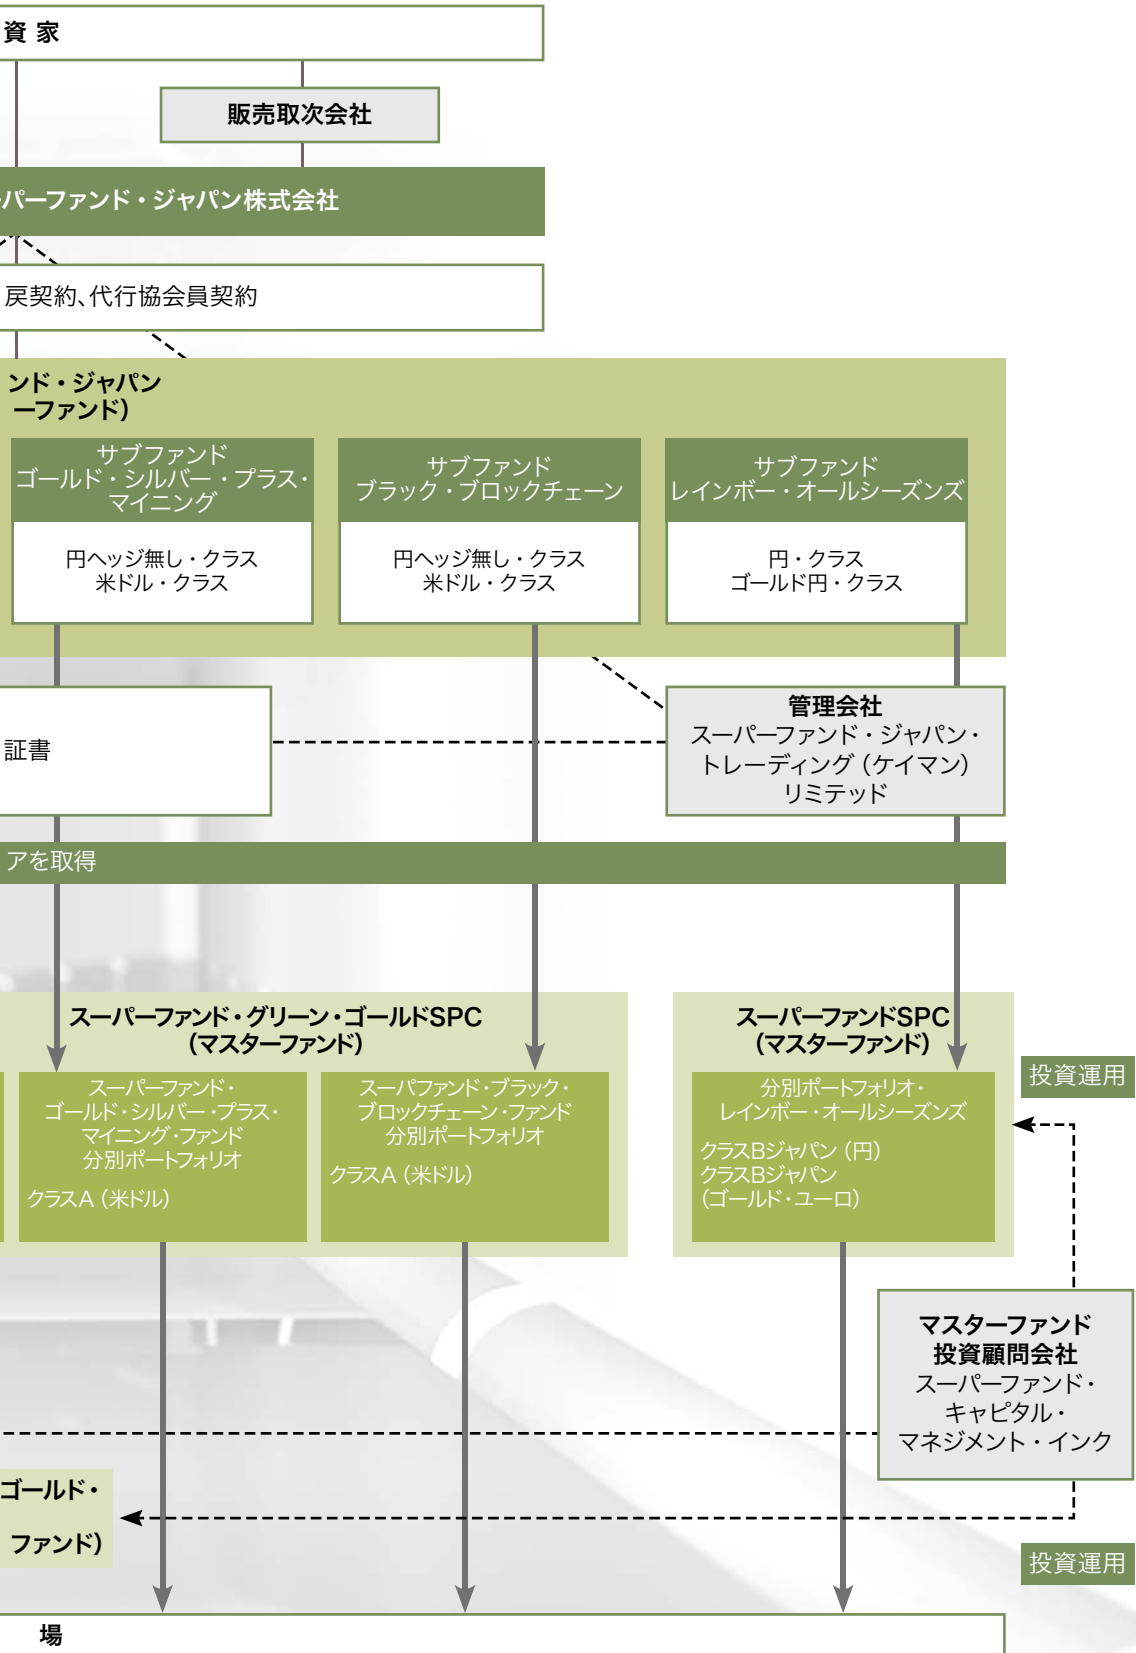 資 家
販売取次会社
パーファンド・ジャパン株式会社
戻契約、代行協会員契約
ンド・ジャパン
ーファンド）
サブファンド
ゴールド・シルバー・プラス・
マイニング
円ヘッジ無し・クラス
米ドル・クラス
サブファンド
ブラック・ブロックチェーン
円ヘッジ無し・クラス
米ドル・クラス
サブファンド
レインボー・オールシーズンズ
円・クラス
ゴールド円・クラス
証書
管理会社
スーパーファンド・ジャパン・
トレーディング（ケイマン）
リミテッド
アを取得
スーパーファンド・グリーン・ゴールドSPC
（マスターファンド）
スーパーファンド・
ゴールド・シルバー・プラス・
マイニング・ファンド
分別ポートフォリオ
クラスA（米ドル）
スーパファンド・ブラック・
ブロックチェーン・ファンド
分別ポートフォリオ
クラスA（米ドル）
スーパーファンドSPC
（マスターファンド）
分別ポートフォリオ・
レインボー・オールシーズンズ
クラスBジャパン（円）
クラスBジャパン
（ゴールド・ユーロ）
投資運用
マスターファンド
投資顧問会社
スーパーファンド・
キャピタル・
マネジメント・インク
ゴールド・
ファンド）
投資運用
場